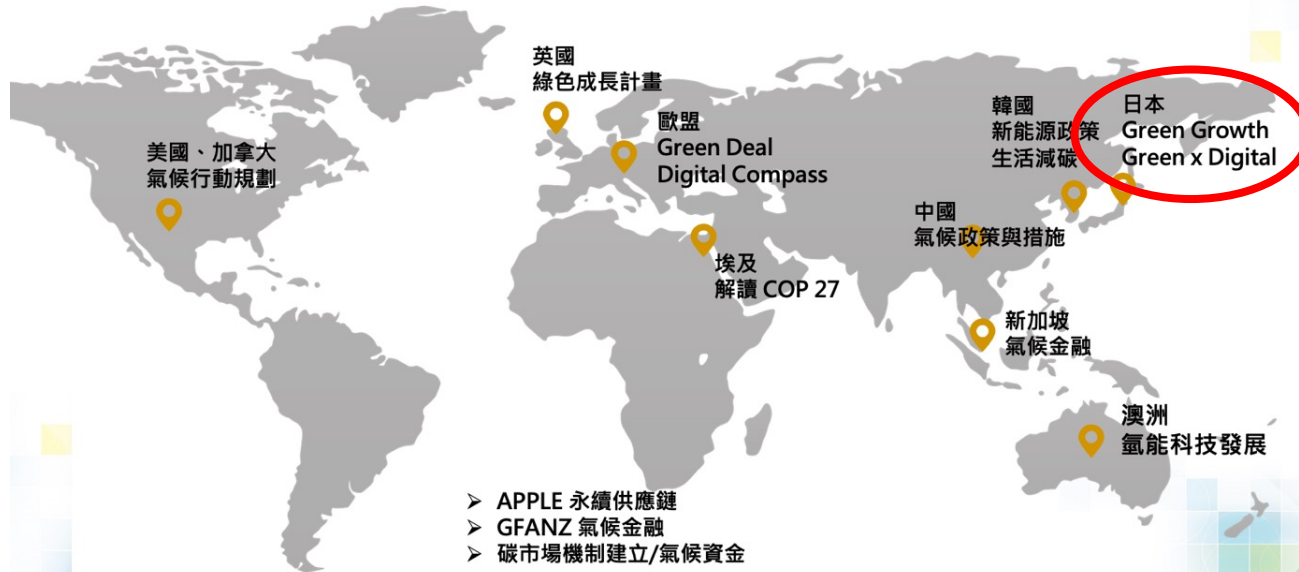 英國
綠色成長計畫
歐盟
Green Deal
Digital Compass
韓國
新能源政策
生活減碳
日本
Green Growth
Green x Digital
美國、加拿大
氣候行動規劃
中國
氣候政策與措施
埃及
解讀 COP 27
新加坡
氣候金融
澳洲
氫能科技發展
➢ APPLE 永續供應鏈
➢ GFANZ 氣候金融
➢ 碳市場機制建立/氣候資金